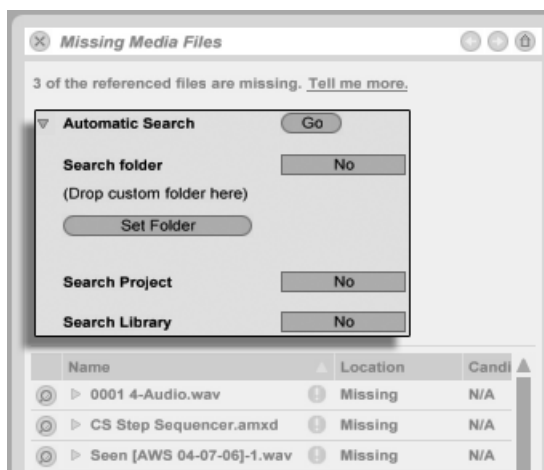 Missing Media Files
3 of the referenced files are missing. Tell me more.
Automatic Search Go
Search folder No
(Drop custom folder here)
Set Folder
Search Project No
Search Library No
Name Location Candi
0001 4-Audio.wav Missing N/A
CS Step Sequencer.amxd Missing N/A
Seen [AWS 04-07-06]-1.wav Missing N/A